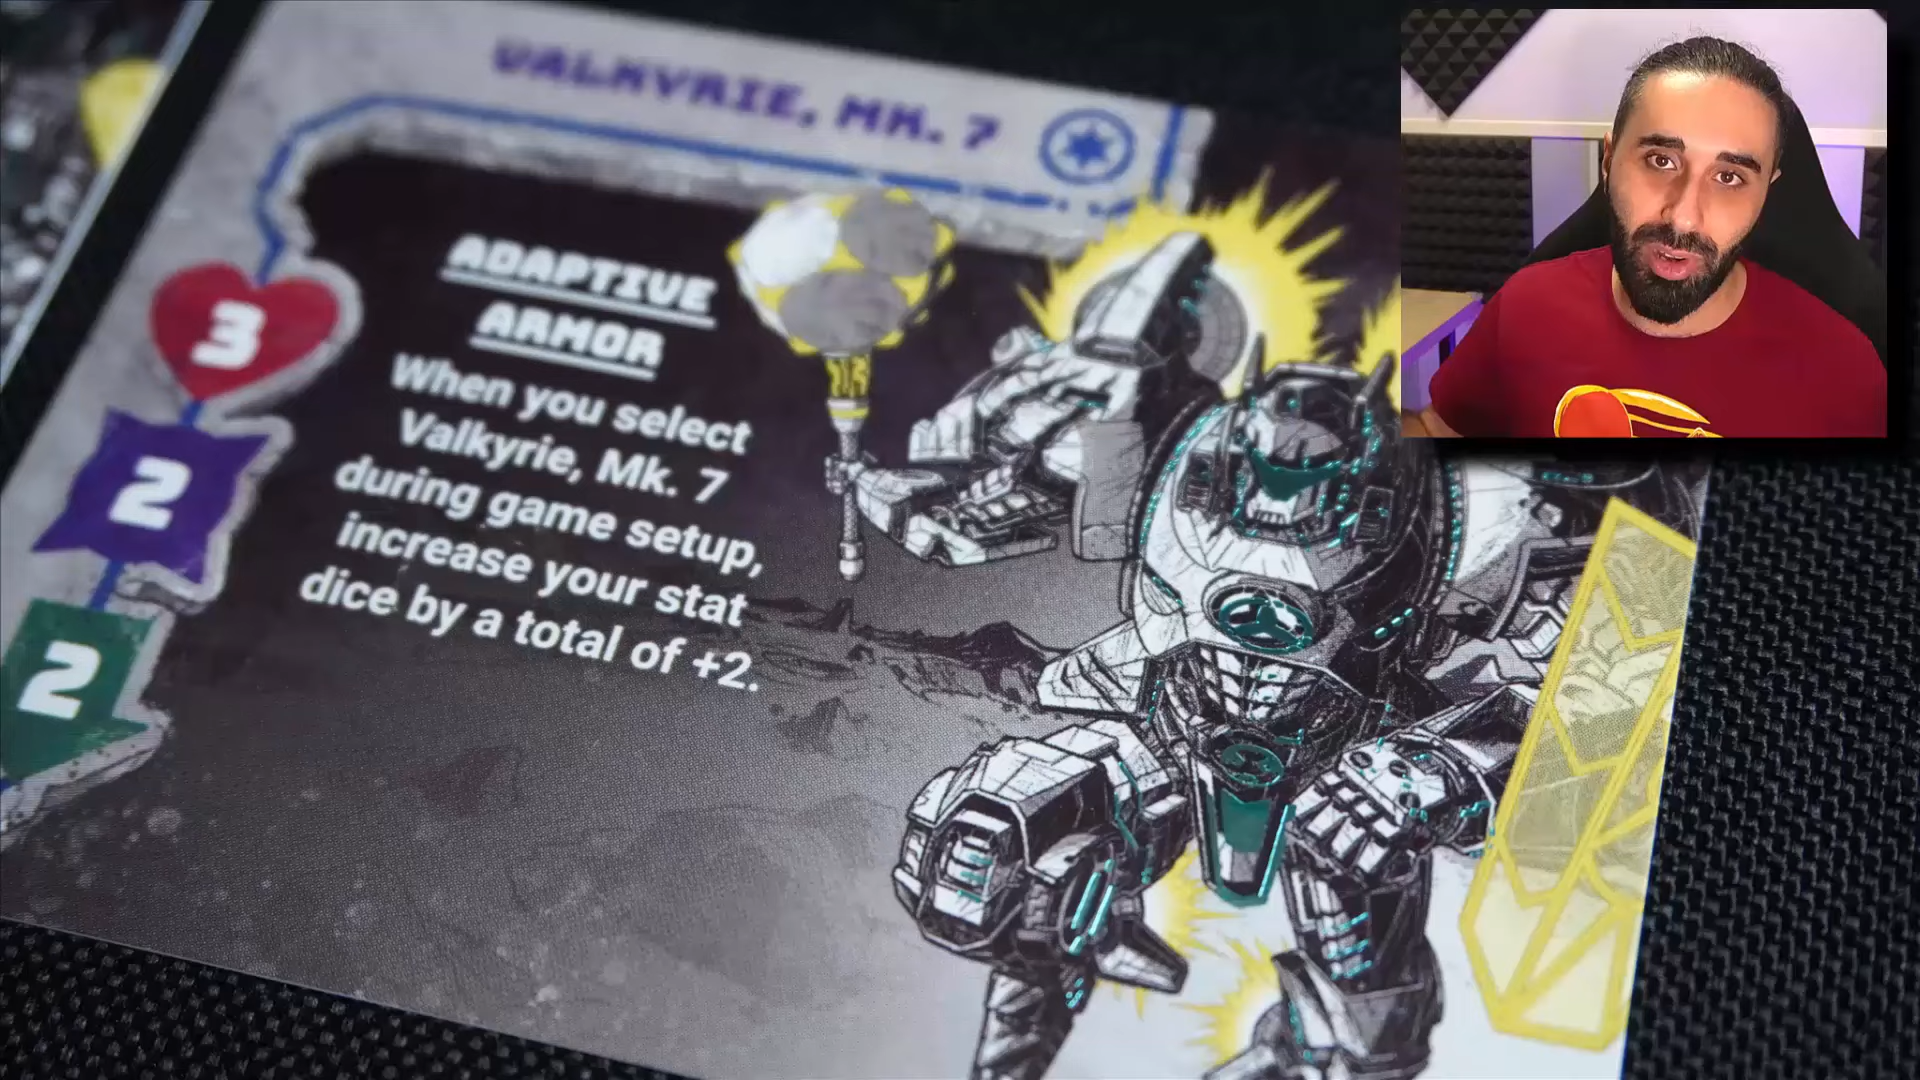 VALKYRIE, MK. 7
3
2
2
ADAPTIVE
ARMOR
When you select
Valkyrie, Mk. 7
during game setup,
increase your stat
dice by a total of +2.